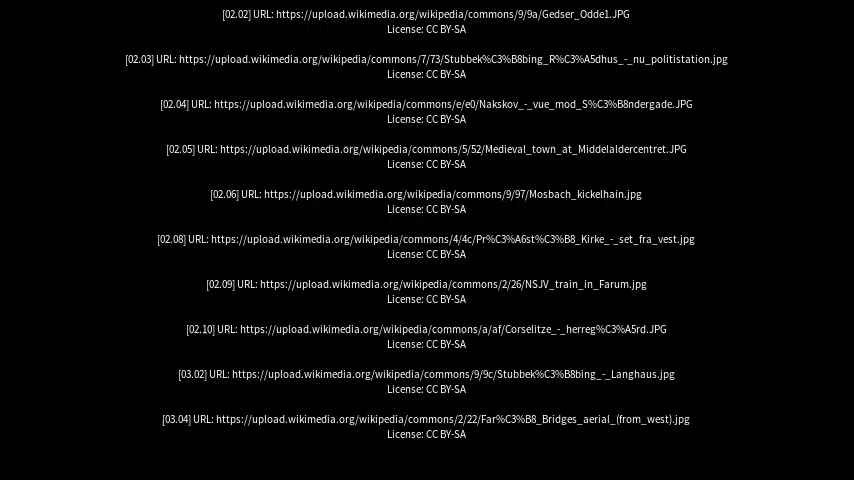 [02.02] URL: https://upload.wikimedia.org/wikipedia/commons/9/9a/Gedser_Odde1.JPG
License: CC BY-SA
[02.03] URL: https://upload.wikimedia.org/wikipedia/commons/7/73/Stubbek%C3%B8bing_R%C3%A5dhus_-_nu_politistation.jpg
License: CC BY-SA
[02.04] URL: https://upload.wikimedia.org/wikipedia/commons/e/e0/Nakskov_-_vue_mod_S%C3%B8ndergade.JPG
License: CC BY-SA
[02.05] URL: https://upload.wikimedia.org/wikipedia/commons/5/52/Medieval_town_at_Middelaldercentret.JPG
License: CC BY-SA
[02.06] URL: https://upload.wikimedia.org/wikipedia/commons/9/97/Mosbach_kickelhain.jpg
License: CC BY-SA
[02.08] URL: https://upload.wikimedia.org/wikipedia/commons/4/4c/Pr%C3%A6st%C3%B8_Kirke_-_set_fra_vest.jpg
License: CC BY-SA
[02.09] URL: https://upload.wikimedia.org/wikipedia/commons/2/26/NSJV_train_in_Farum.jpg
License: CC BY-SA
[02.10] URL: https://upload.wikimedia.org/wikipedia/commons/a/af/Corselitze_-_herreg%C3%A5rd.JPG
License: CC BY-SA
[03.02] URL: https://upload.wikimedia.org/wikipedia/commons/9/9c/Stubbek%C3%B8bing_-_Langhaus.jpg
License: CC BY-SA
[03.04] URL: https://upload.wikimedia.org/wikipedia/commons/2/22/Far%C3%B8_Bridges_aerial_(from_west).jpg
License: CC BY-SA